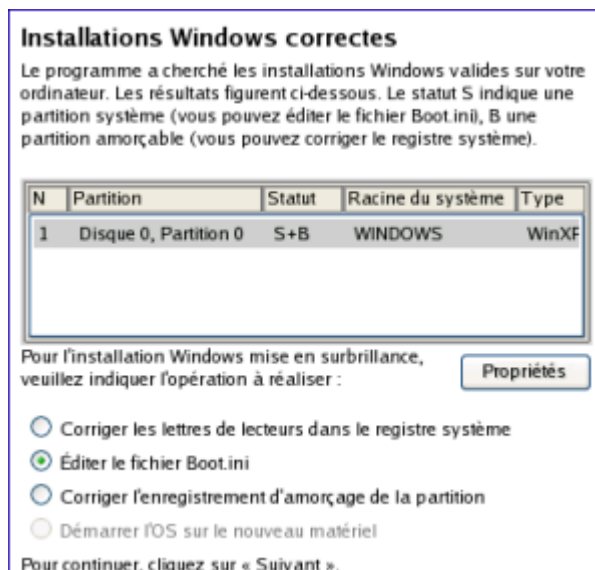 Installations Windows correctes
Le programme a cherché les installations Windows valides sur votre
ordinateur. Les résultats figurent ci-dessous. Le statut S indique une
partition système (vous pouvez éditer le fichier Boot.ini), B une
partition amorçable (vous pouvez corriger le registre système).
N Partition Statut Racine du système Type
1 Disque 0, Partition 0 S+B WINDOWS WinXP
Pour l'installation Windows mise en surbrillance,
veuillez indiquer l'opération à réaliser :
Propriétés
Corriger les lettres de lecteurs dans le registre système
Éditer le fichier Boot.ini
Corriger l'enregistrement d'amorçage de la partition
Démarrer l'OS sur le nouveau matériel
Pour continuer, cliquez sur « Suivant ».